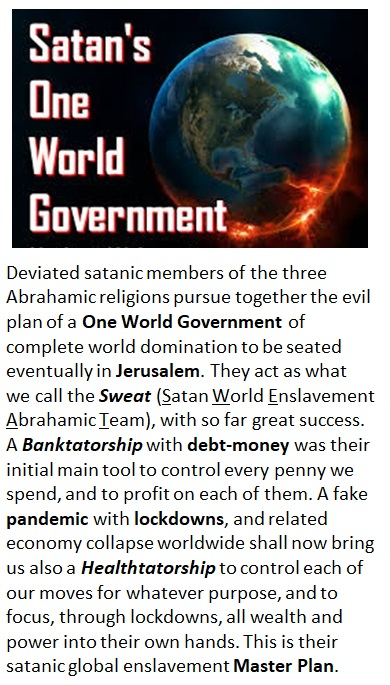 Satan's
One
World
Government
Deviated satanic members of the three
Abrahamic religions pursue together the evil
plan of a One World Government of
complete world domination to be seated
eventually in Jerusalem. They act as what
we call the Sweat (Satan World Enslavement
Abrahamic Team), with so far great success.
A Banktatorship with debt-money was their
initial main tool to control every penny we
spend, and to profit on each of them. A fake
pandemic with lockdowns, and related
economy collapse worldwide shall now bring
us also a Healthtatorship to control each of
our moves for whatever purpose, and to
focus, through lockdowns, all wealth and
power into their own hands. This is their
satanic global enslavement Master Plan.